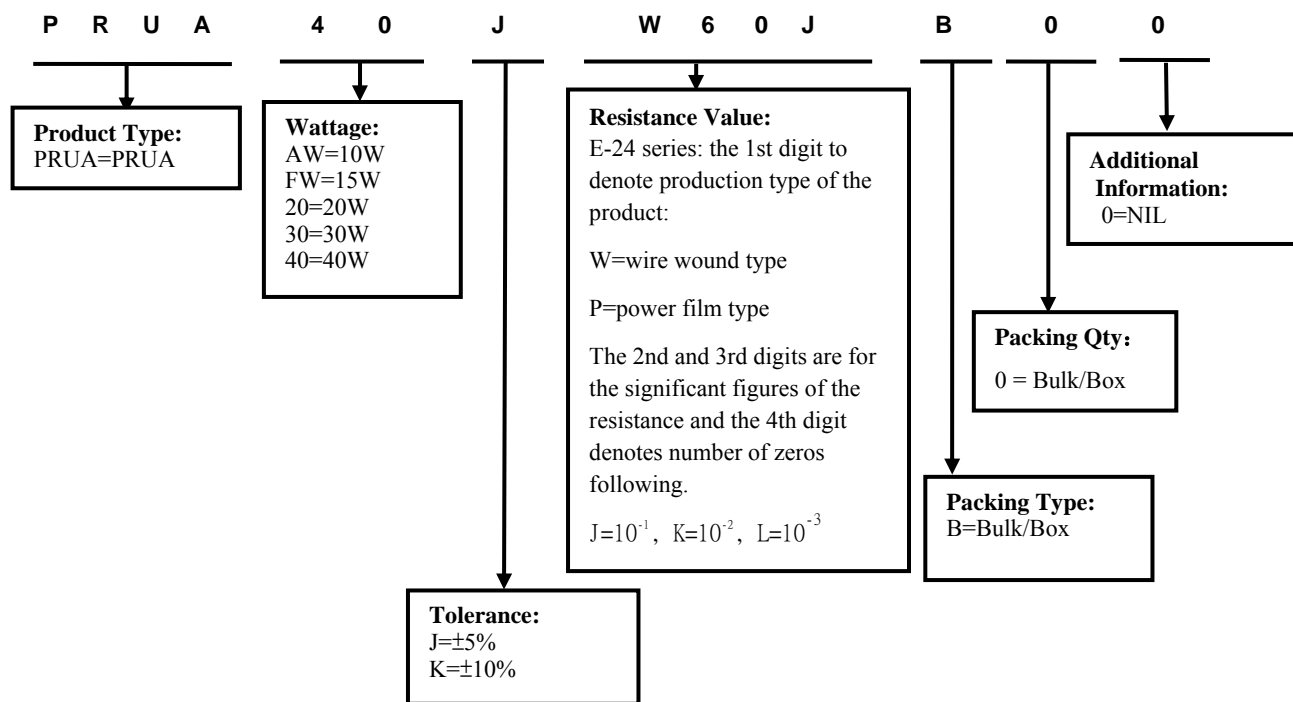 P R U A 4 0 J W 6 0 J B 0 0
Product Type:
PRUA=PRUA
Wattage:
AW=10W
FW=15W
20=20W
30=30W
40=40W
Resistance Value:
E-24 series: the 1st digit to
denote production type of the
product:
W=wire wound type
P=power film type
The 2nd and 3rd digits are for
the significant figures of the
resistance and the 4th digit
denotes number of zeros
following.
J=10⁻¹, K=10⁻², L=10⁻³
Additional
Information:
0=NIL
Packing Qty：
0 = Bulk/Box
Packing Type:
B=Bulk/Box
Tolerance:
J=±5%
K=±10%